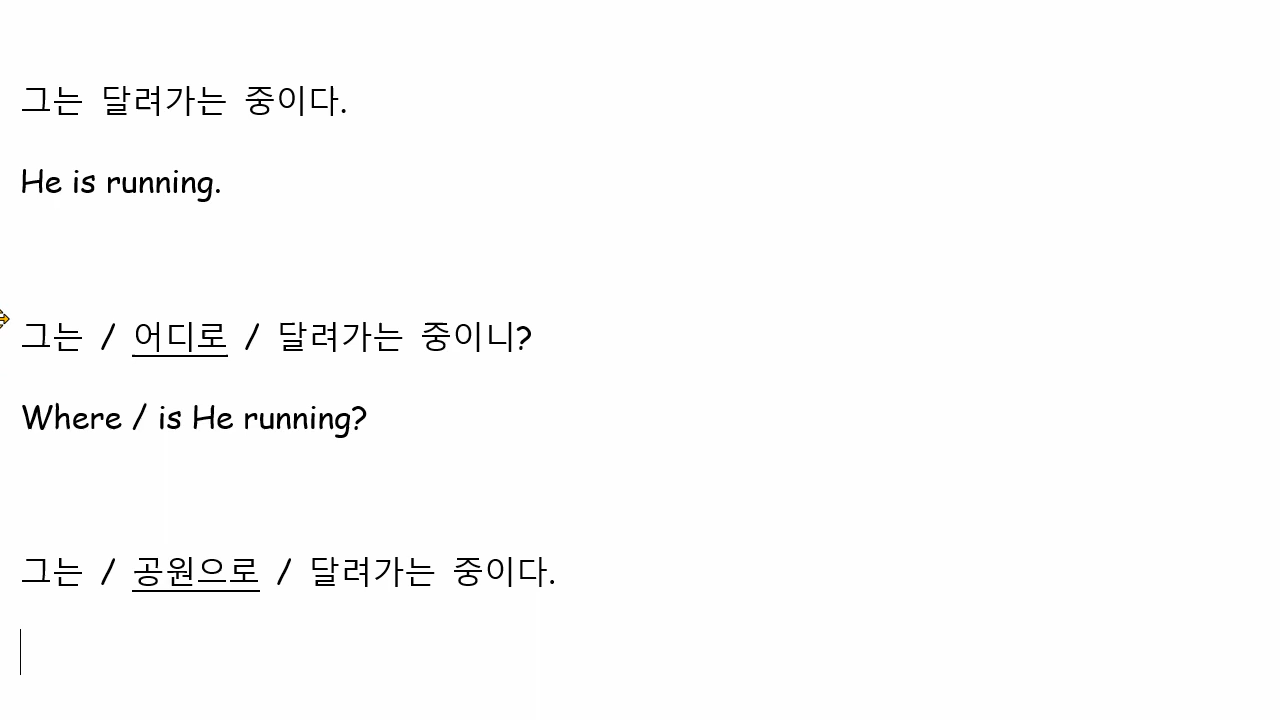 그는 달려가는 중이다.
He is running.
그는 / 어디로 / 달려가는 중이니?
Where / is He running?
그는 / 공원으로 / 달려가는 중이다.